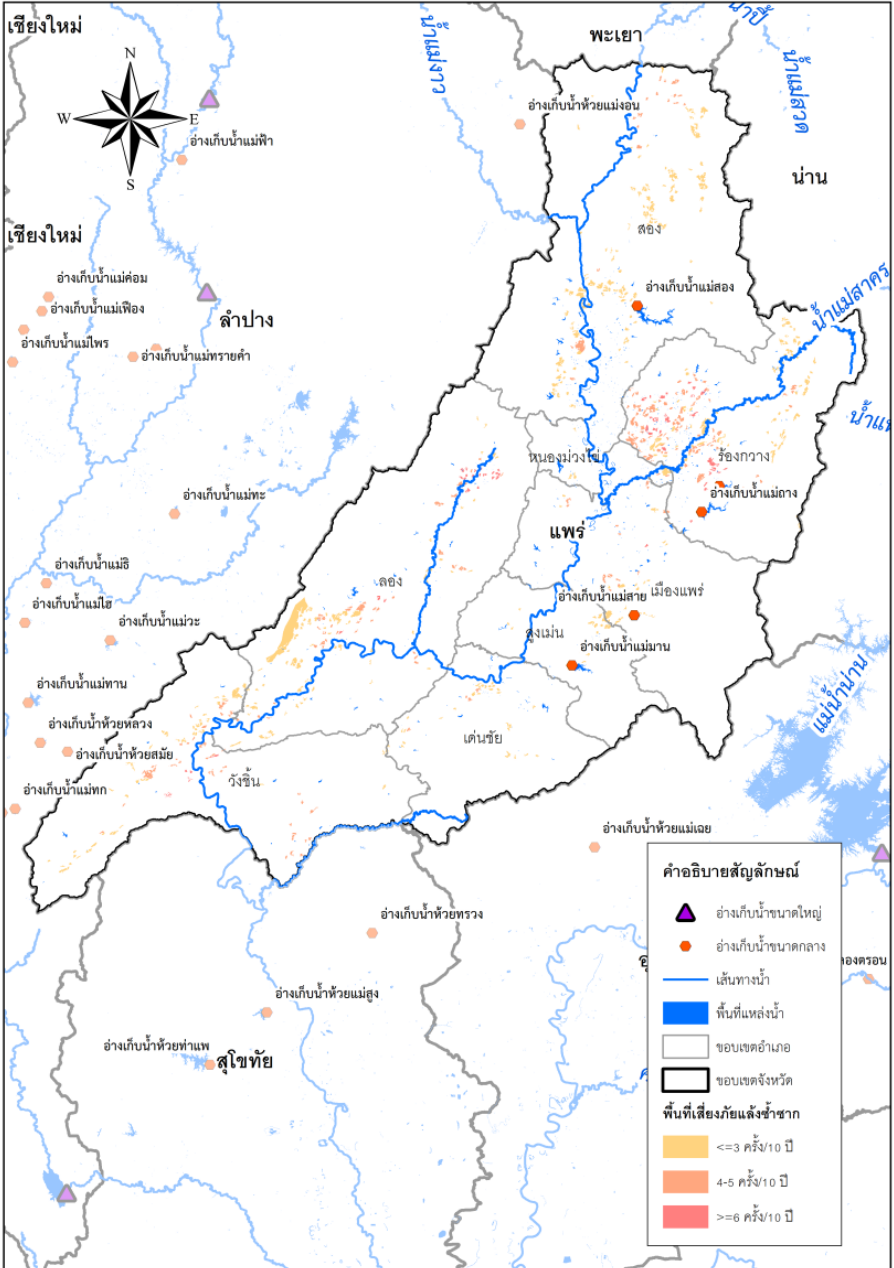 เชียงใหม่
พะเยา
น้ำปี้
น้ำแม่งาว
น้ำแม่สวด
N
W
E
S
อ่างเก็บน้ำห้วยแม่งอน
อ่างเก็บน้ำแม่ฟ้า
น่าน
เชียงใหม่
สอง
อ่างเก็บน้ำแม่ค่อม
อ่างเก็บน้ำแม่สอง
น้ำแม่สาคร
อ่างเก็บน้ำแม่เฟือง
ลำปาง
อ่างเก็บน้ำแม่ไพร
อ่างเก็บน้ำแม่ทรายคำ
หนองม่วงไข่
ร้องกวาง
อ่างเก็บน้ำแม่ถาง
อ่างเก็บน้ำแม่ทะ
แพร่
อ่างเก็บน้ำแม่ธิ
ลอง
อ่างเก็บน้ำแม่สาย
เมืองแพร่
อ่างเก็บน้ำแม่ไฮ
อ่างเก็บน้ำแม่วะ
สูงเม่น
อ่างเก็บน้ำแม่มาน
อ่างเก็บน้ำแม่ทาน
แม่น้ำน่าน
อ่างเก็บน้ำห้วยหลวง
อ่างเก็บน้ำห้วยสมัย
เด่นชัย
วังชิ้น
อ่างเก็บน้ำแม่ทก
อ่างเก็บน้ำห้วยแม่เฉย
คำอธิบายสัญลักษณ์
อ่างเก็บน้ำขนาดใหญ่
อ่างเก็บน้ำห้วยทรวง
อ่างเก็บน้ำขนาดกลาง
ลองตรอน
เส้นทางน้ำ
อ่างเก็บน้ำห้วยแม่สูง
พื้นที่แหล่งน้ำ
อ่างเก็บน้ำห้วยท่าแพ
สุโขทัย
ขอบเขตอำเภอ
ขอบเขตจังหวัด
พื้นที่เสี่ยงภัยแล้งซ้ำซาก
<=3 ครั้ง/10 ปี
4-5 ครั้ง/10 ปี
>=6 ครั้ง/10 ปี